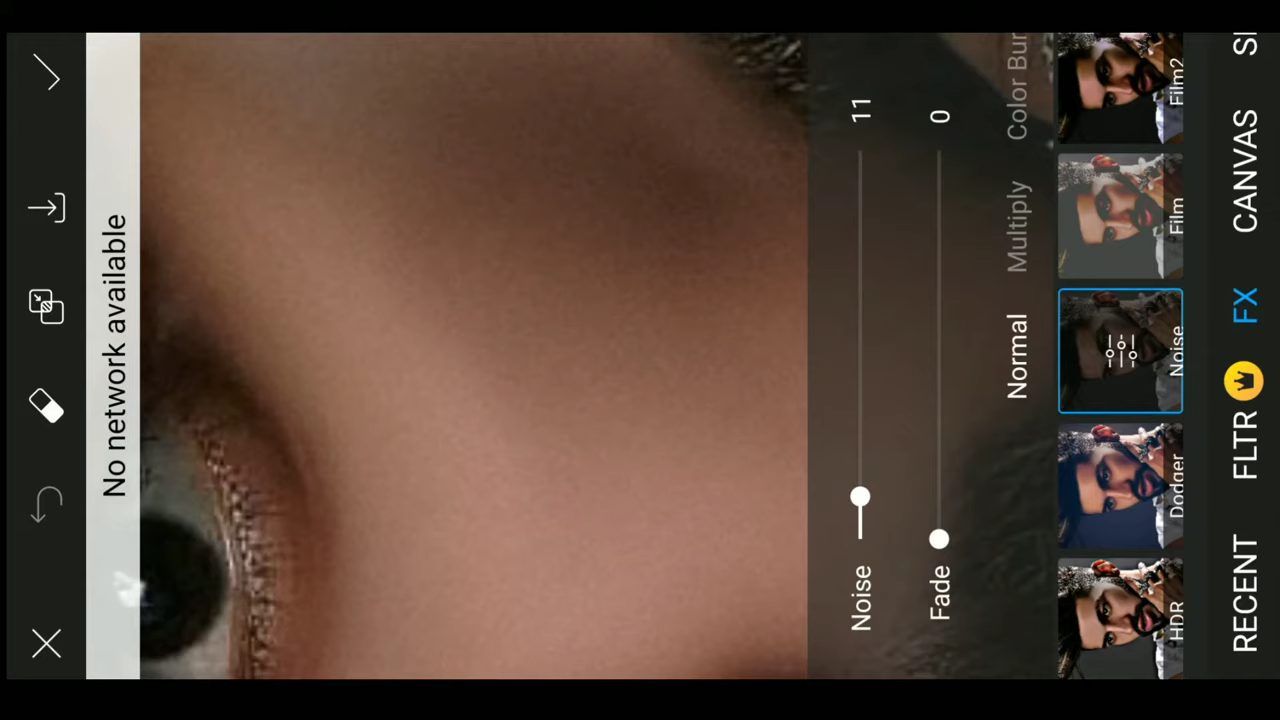 No network available
Noise 11
Fade 0
Normal Multiply Color Bur
HDR Dodger Noise Film Film2
RECENT FLTR FX CANVAS